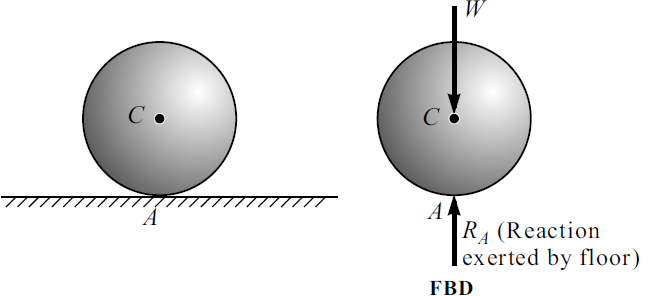 W
C
C
A
A
R_A (Reaction
exerted by floor)
FBD